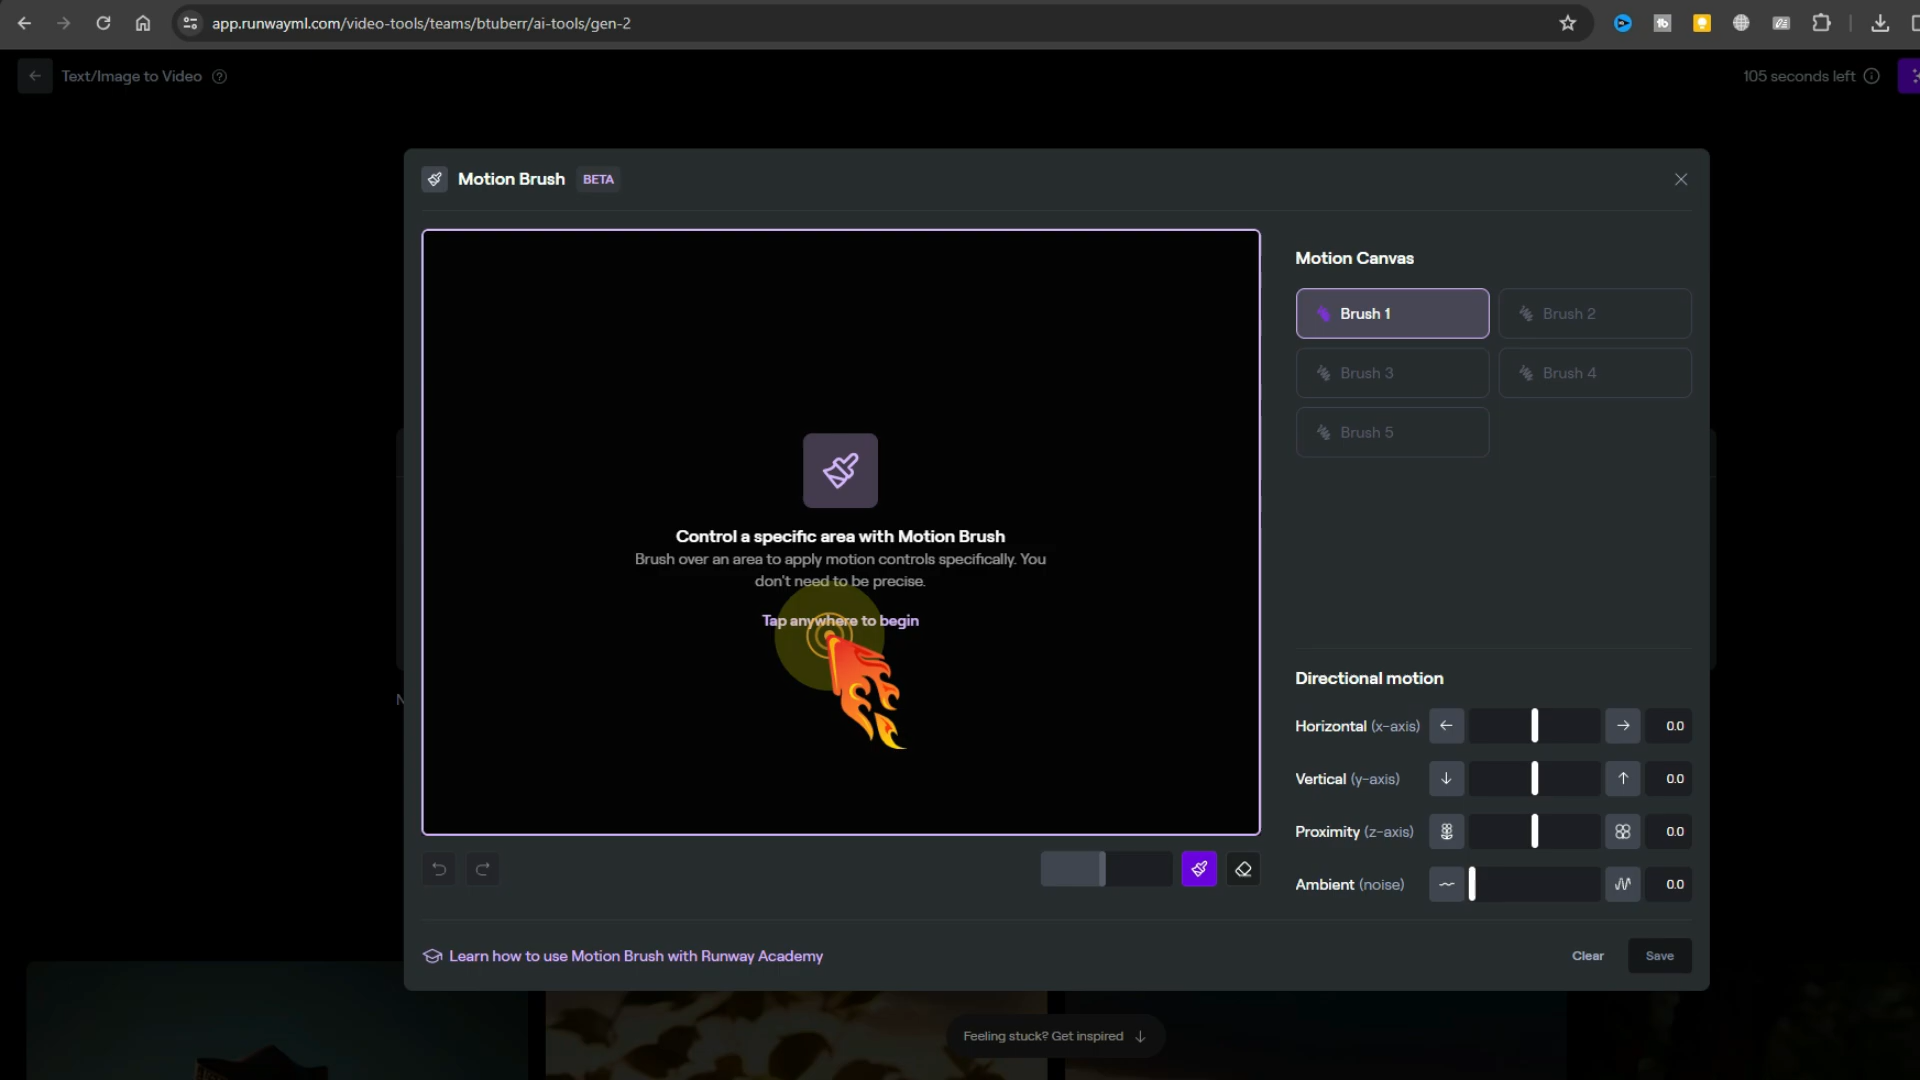 app.runwayml.com/video-tools/teams/btuberr/ai-tools/gen-2
Text/Image to Video
105 seconds left
Motion Brush BETA
Motion Canvas
Brush 1
Brush 2
Brush 3
Brush 4
Brush 5
Control a specific area with Motion Brush
Brush over an area to apply motion controls specifically. You
don't need to be precise.
Tap anywhere to begin
Directional motion
Horizontal (x-axis) 0.0
Vertical (y-axis) 0.0
Proximity (z-axis) 0.0
Ambient (noise) 0.0
Learn how to use Motion Brush with Runway Academy
Clear
Save
Feeling stuck? Get inspired